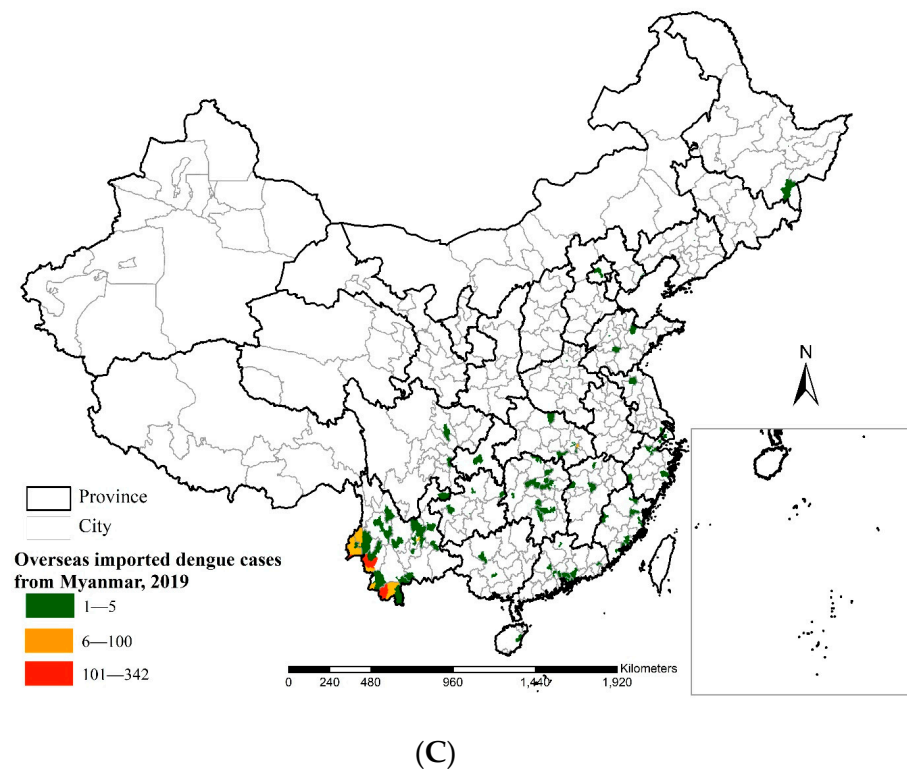 N
Province
City
Overseas imported dengue cases
from Myanmar, 2019
1—5
6—100
101—342
Kilometers
0 240 480 960 1,440 1,920
(C)